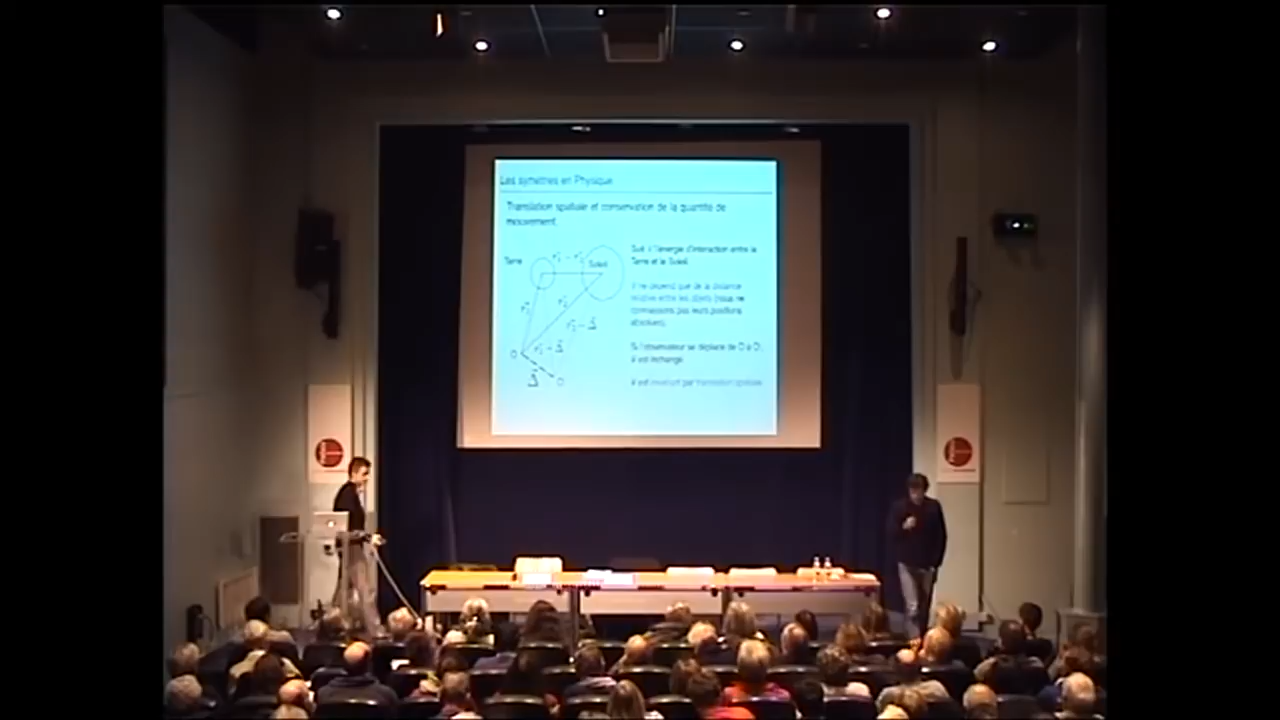 Les symétries en Physique
Translation spatiale et conservation de la quantité de
mouvement.
Terre
Soleil
Soit V l'énergie d'interaction entre la
Terre et le Soleil
V ne dépend que de la distance
relative entre les objets (nous ne
connaissons pas leurs positions
absolues).
Si l'observateur se déplace de O à O',
V est inchangé
V est invariant par translation spatiale
O